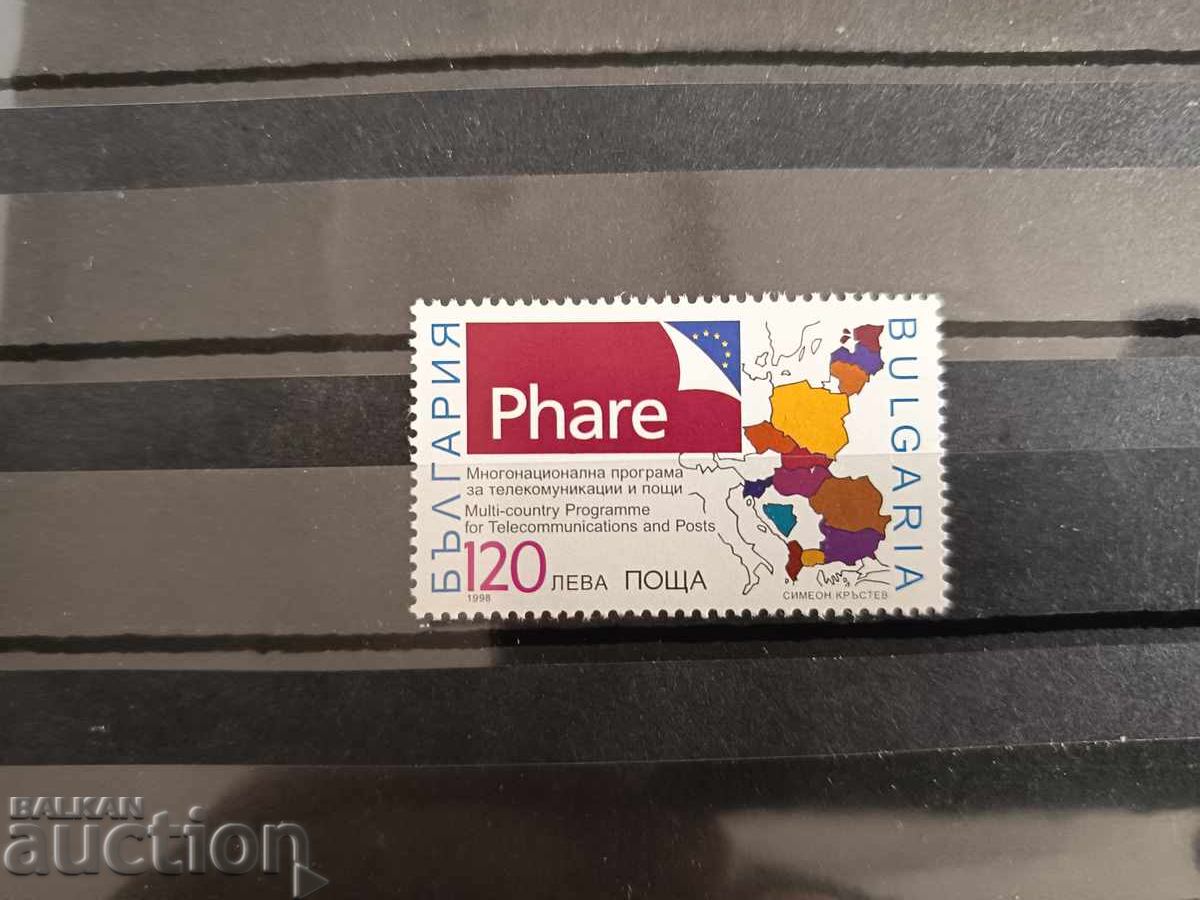 БЪЛГАРИЯ
Phare
BULGARIA
Многонационална програма
за телекомуникации и пощи
Multi-country Programme
for Telecommunications and Posts
120 ЛЕВА ПОЩА
1998
СИМЕОН КРЪСТЕВ
BALKAN
auction